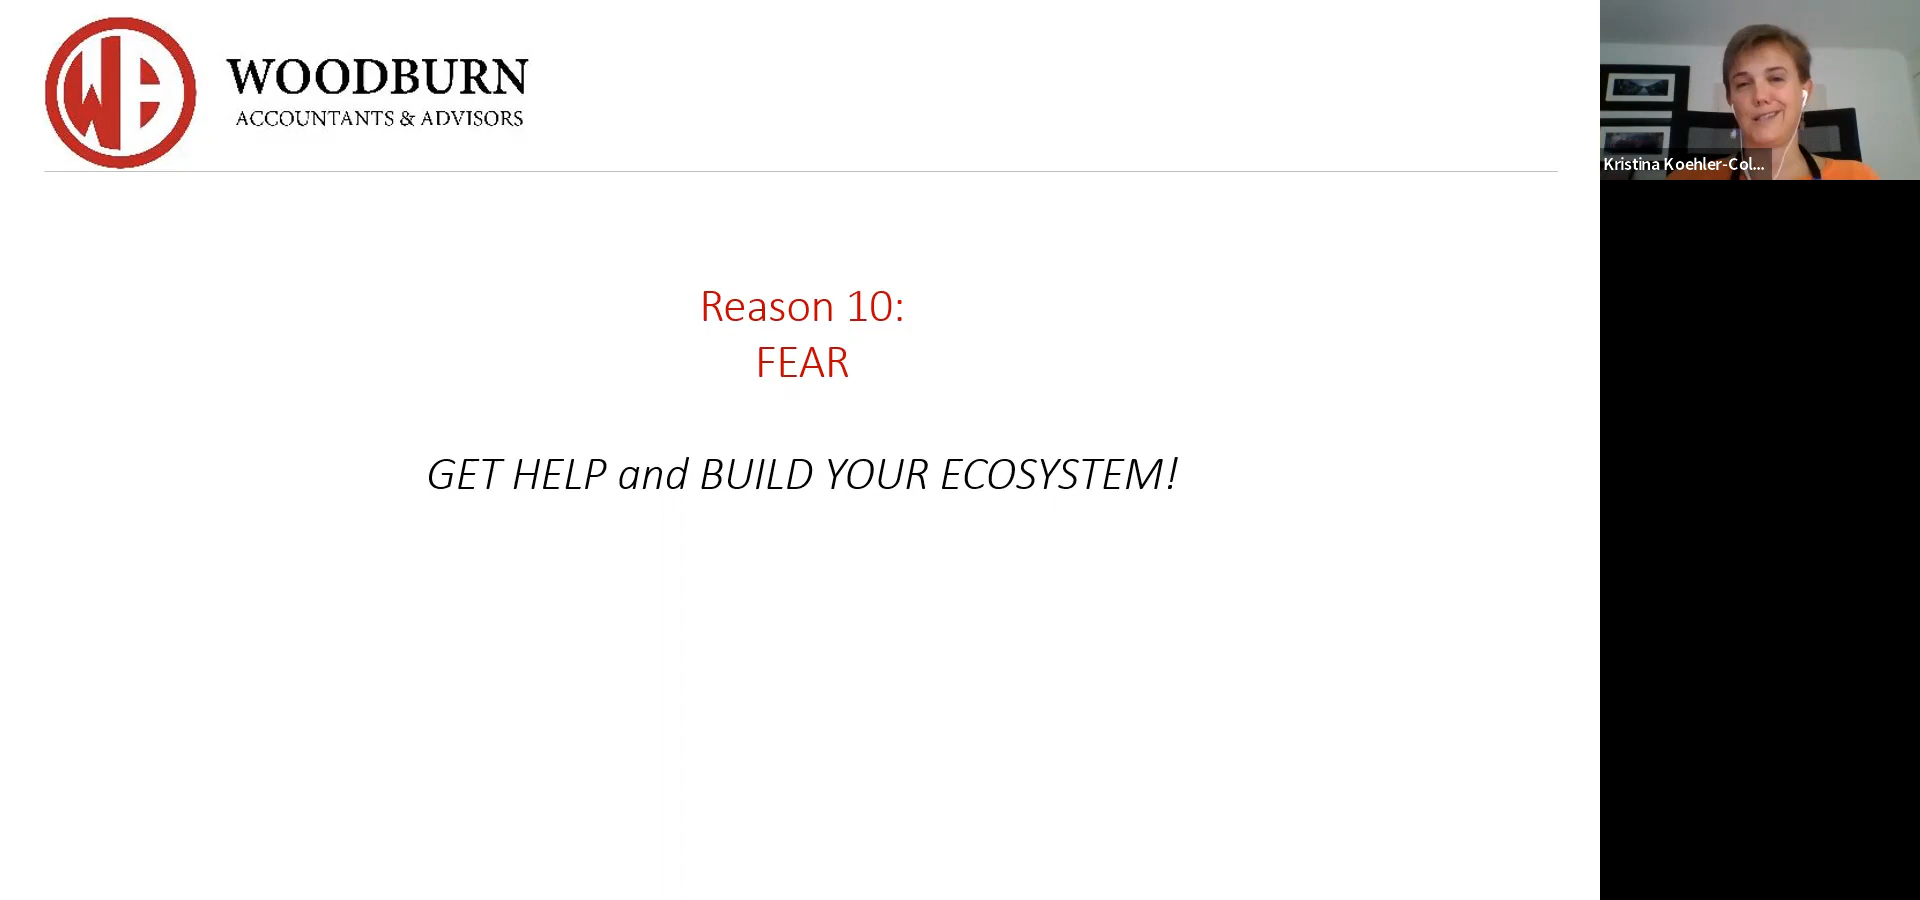 WOODBURN
ACCOUNTANTS & ADVISORS
Kristina Koehler-Col...
Reason 10:
FEAR
GET HELP and BUILD YOUR ECOSYSTEM!